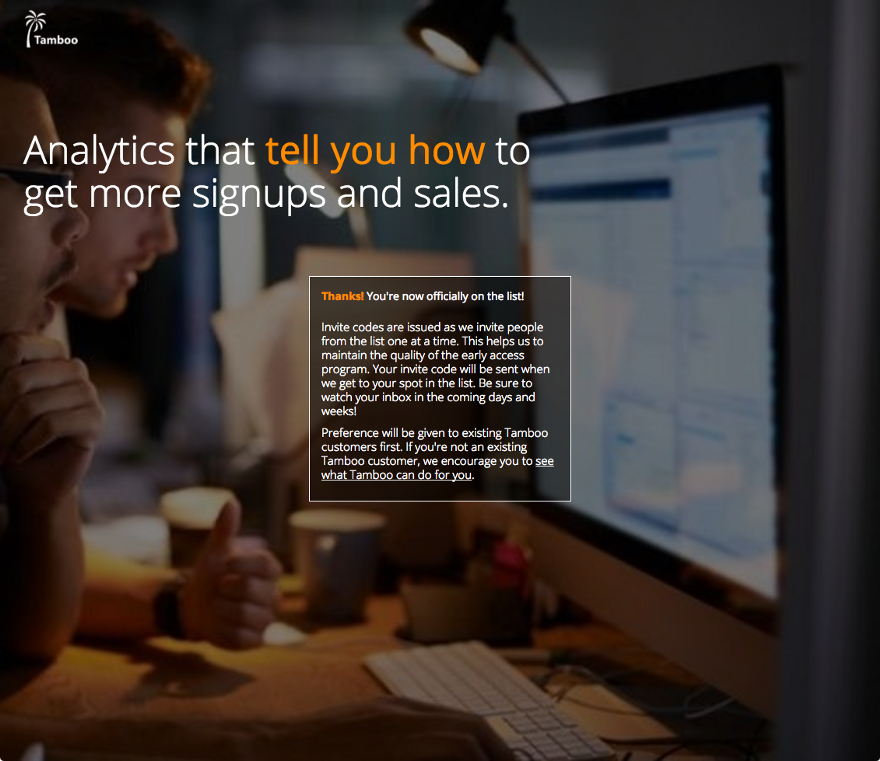 Tamboo
Analytics that tell you how to
get more signups and sales.
Thanks! You're now officially on the list!
Invite codes are issued as we invite people
from the list one at a time. This helps us to
maintain the quality of the early access
program. Your invite code will be sent when
we get to your spot in the list. Be sure to
watch your inbox in the coming days and
weeks!
Preference will be given to existing Tamboo
customers first. If you're not an existing
Tamboo customer, we encourage you to see
what Tamboo can do for you.